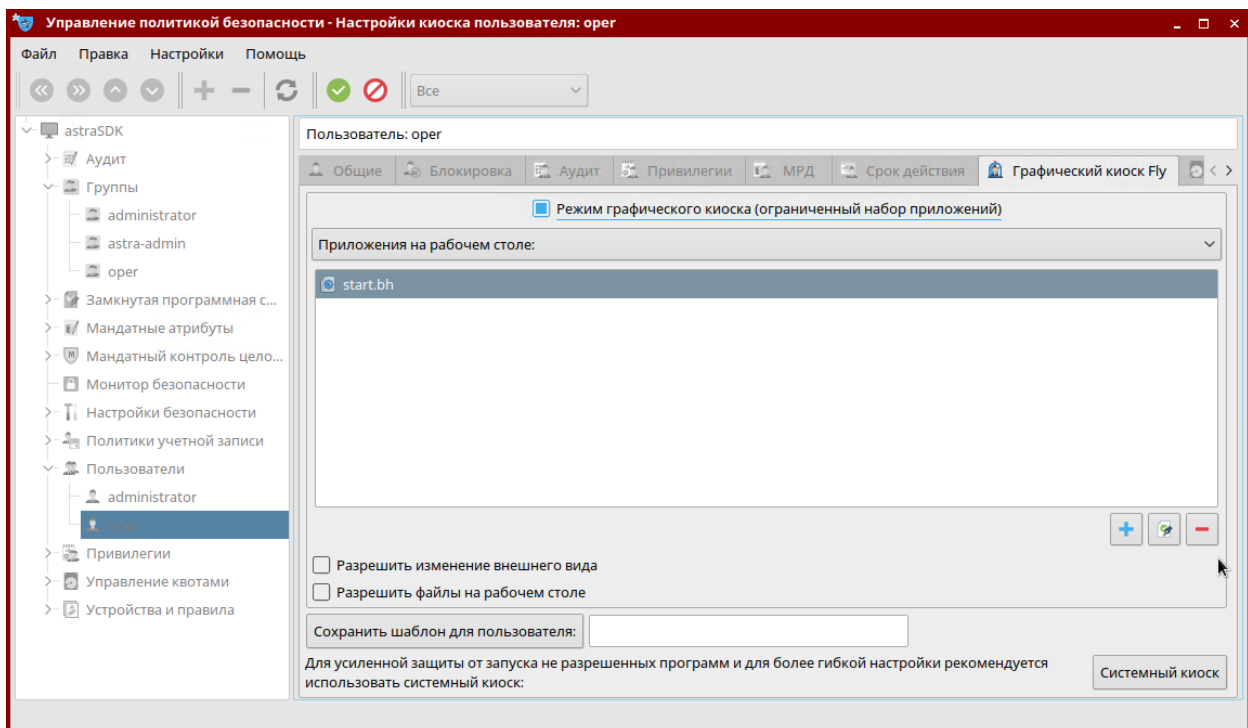 Управление политикой безопасности - Настройки киоска пользователя: oper
Файл Правка Настройки Помощь
Все
astraSDK
Аудит
Группы
administrator
astra-admin
oper
Замкнутая программная с...
Мандатные атрибуты
Мандатный контроль цело...
Монитор безопасности
Настройки безопасности
Политики учетной записи
Пользователи
administrator
oper
Привилегии
Управление квотами
Устройства и правила
Пользователь: oper
Общие Блокировка Аудит Привилегии МРД Срок действия Графический киоск Fly
Режим графического киоска (ограниченный набор приложений)
Приложения на рабочем столе:
start.bh
Разрешить изменение внешнего вида
Разрешить файлы на рабочем столе
Сохранить шаблон для пользователя:
Для усиленной защиты от запуска не разрешенных программ и для более гибкой настройки рекомендуется
использовать системный киоск:
Системный киоск